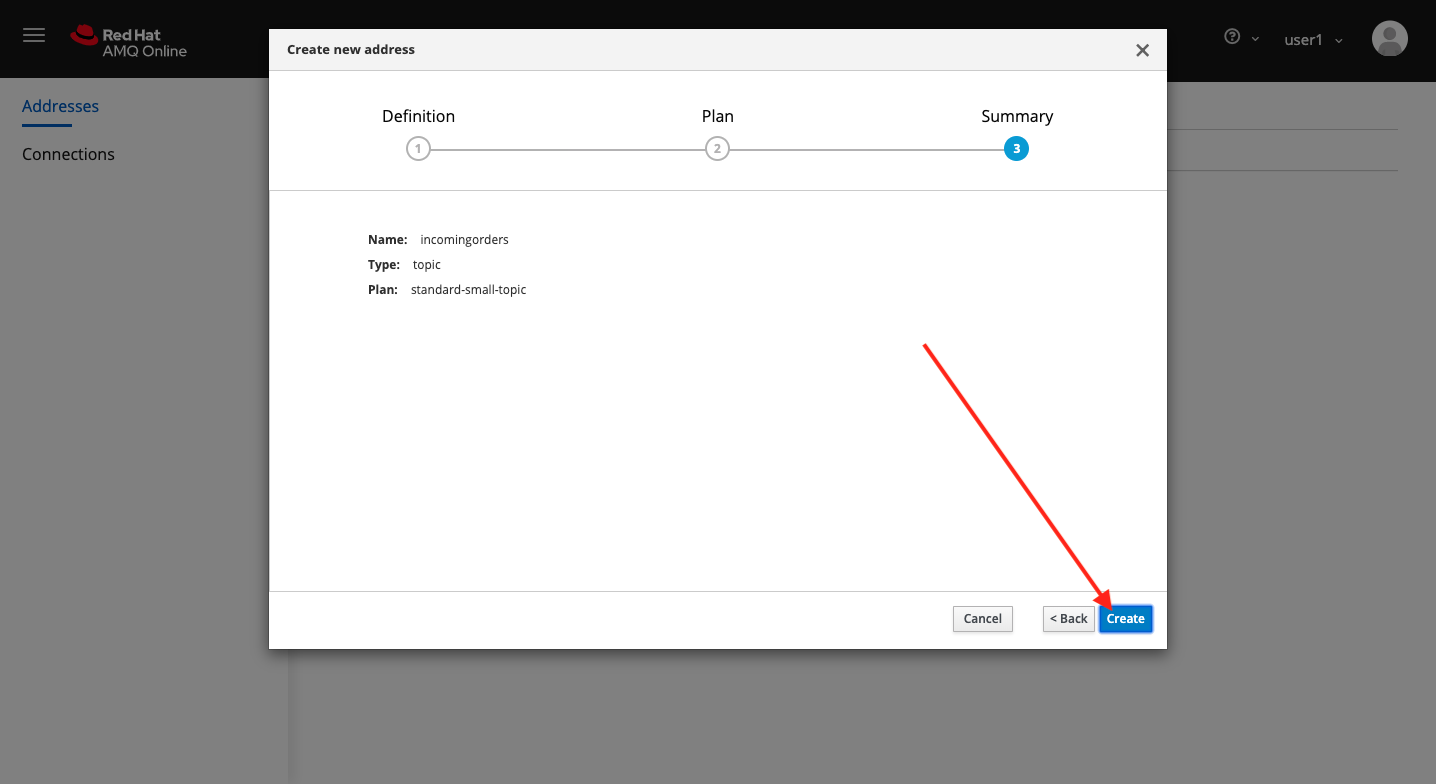 Red Hat
AMQ Online
user1
Addresses
Connections
Create new address
Definition
Plan
Summary
1
2
3
Name: incomingorders
Type: topic
Plan: standard-small-topic
Cancel
< Back
Create